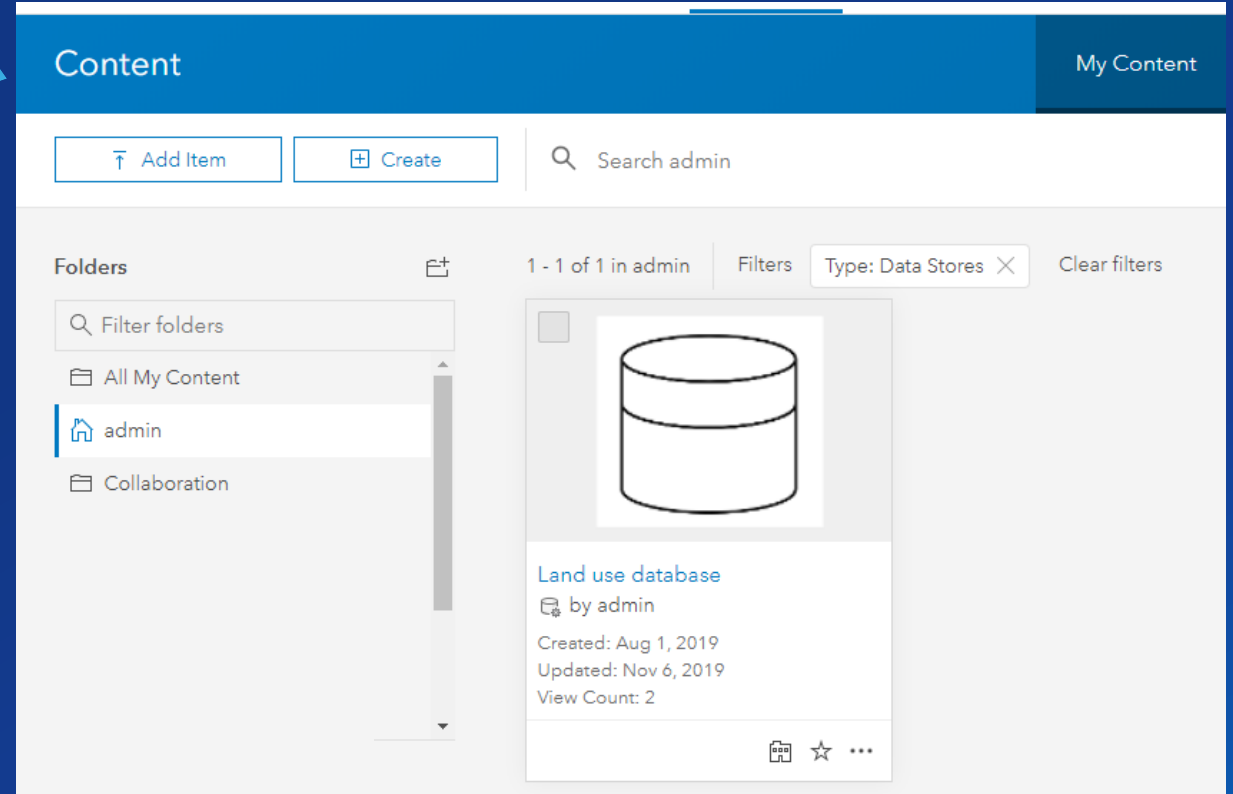 Content
My Content
Add Item
Create
Search admin
Folders
1 - 1 of 1 in admin
Filters
Type: Data Stores
Clear filters
Filter folders
All My Content
admin
Collaboration
Land use database
by admin
Created: Aug 1, 2019
Updated: Nov 6, 2019
View Count: 2